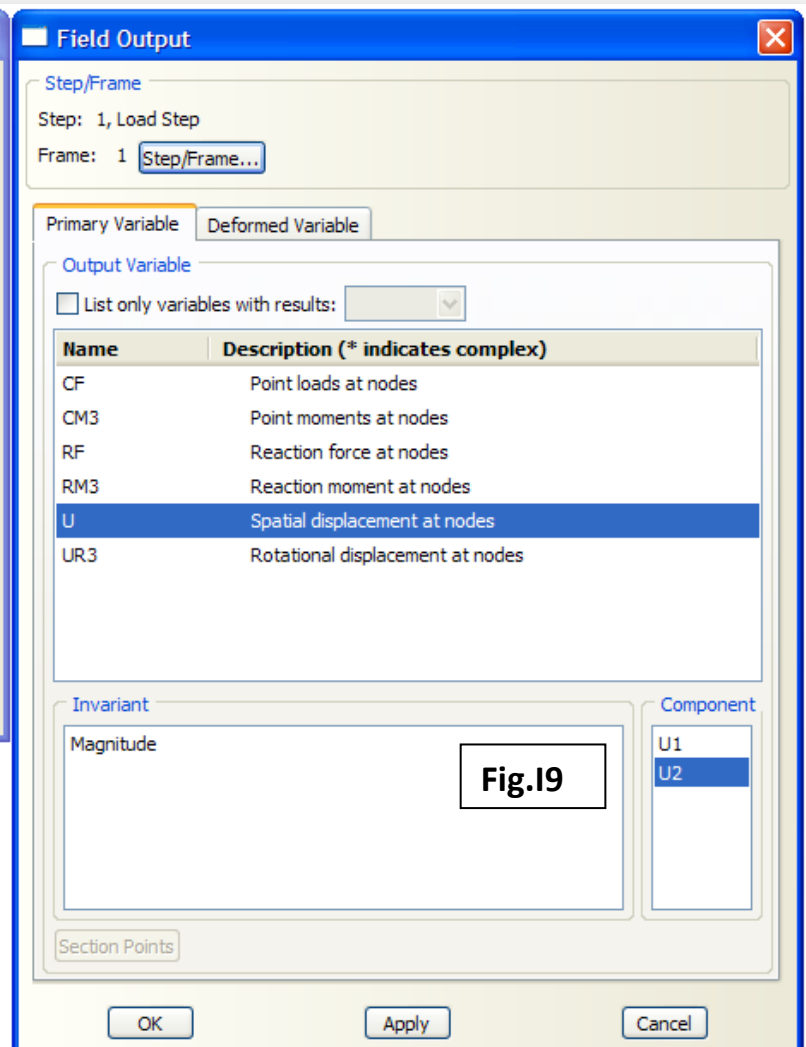 Field Output
Step/Frame
Step: 1, Load Step
Frame: 1 Step/Frame...
Primary Variable Deformed Variable
Output Variable
List only variables with results:
Name Description (* indicates complex)
CF Point loads at nodes
CM3 Point moments at nodes
RF Reaction force at nodes
RM3 Reaction moment at nodes
U Spatial displacement at nodes
UR3 Rotational displacement at nodes
Invariant Component
Magnitude U1
Fig.I9 U2
Section Points
OK Apply Cancel